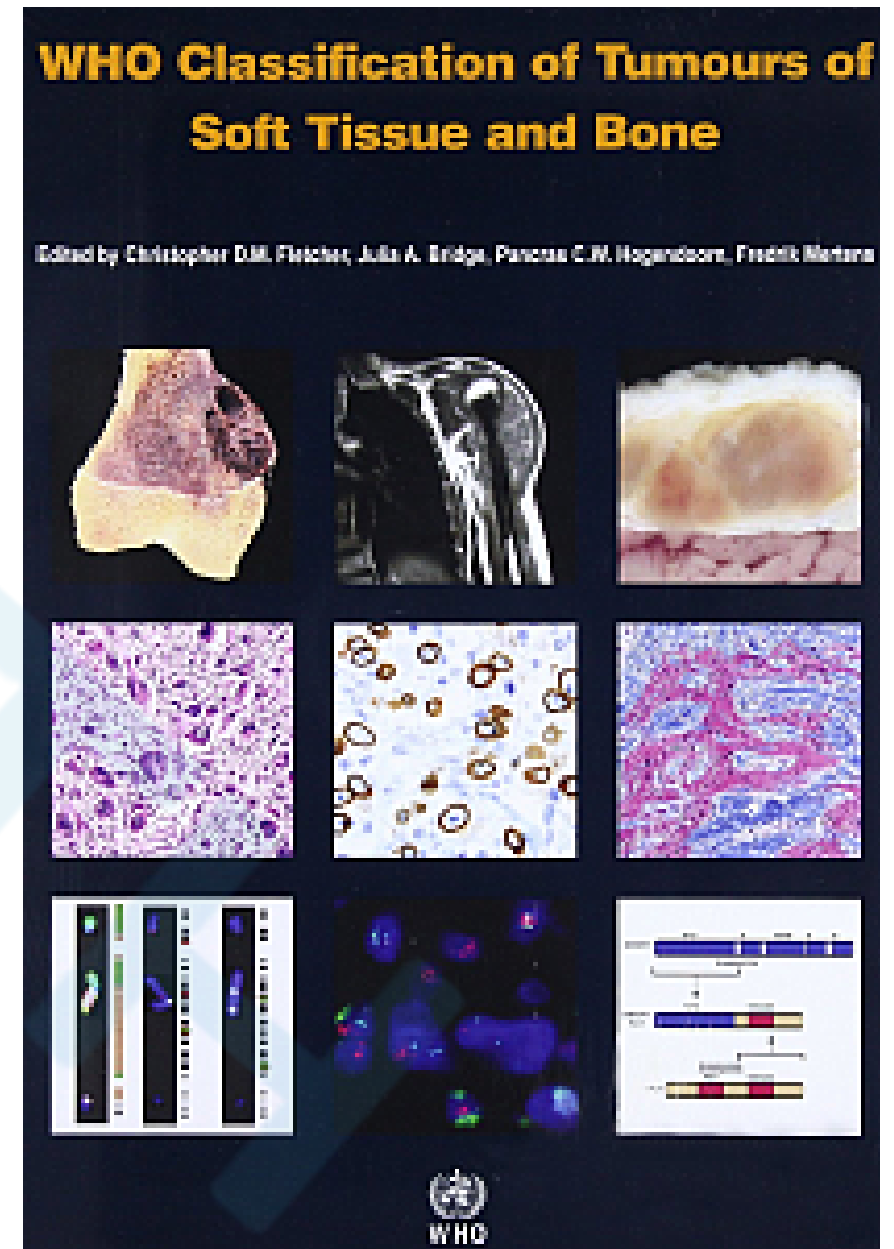 WHO Classification of Tumours of
Soft Tissue and Bone
Edited by Christopher D.M. Fletcher, Julia A. Bridge, Pancras C.W. Hogendoorn, Fredrik Mertens
WHO